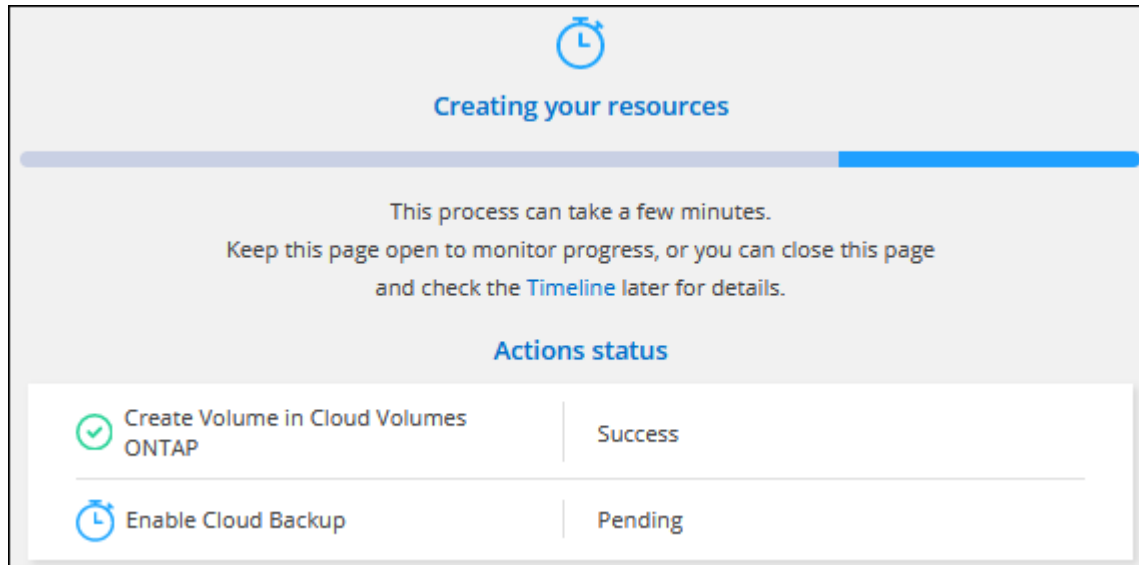 Creating your resources
This process can take a few minutes.
Keep this page open to monitor progress, or you can close this page
and check the Timeline later for details.
Actions status
Create Volume in Cloud Volumes
ONTAP
Success
Enable Cloud Backup
Pending